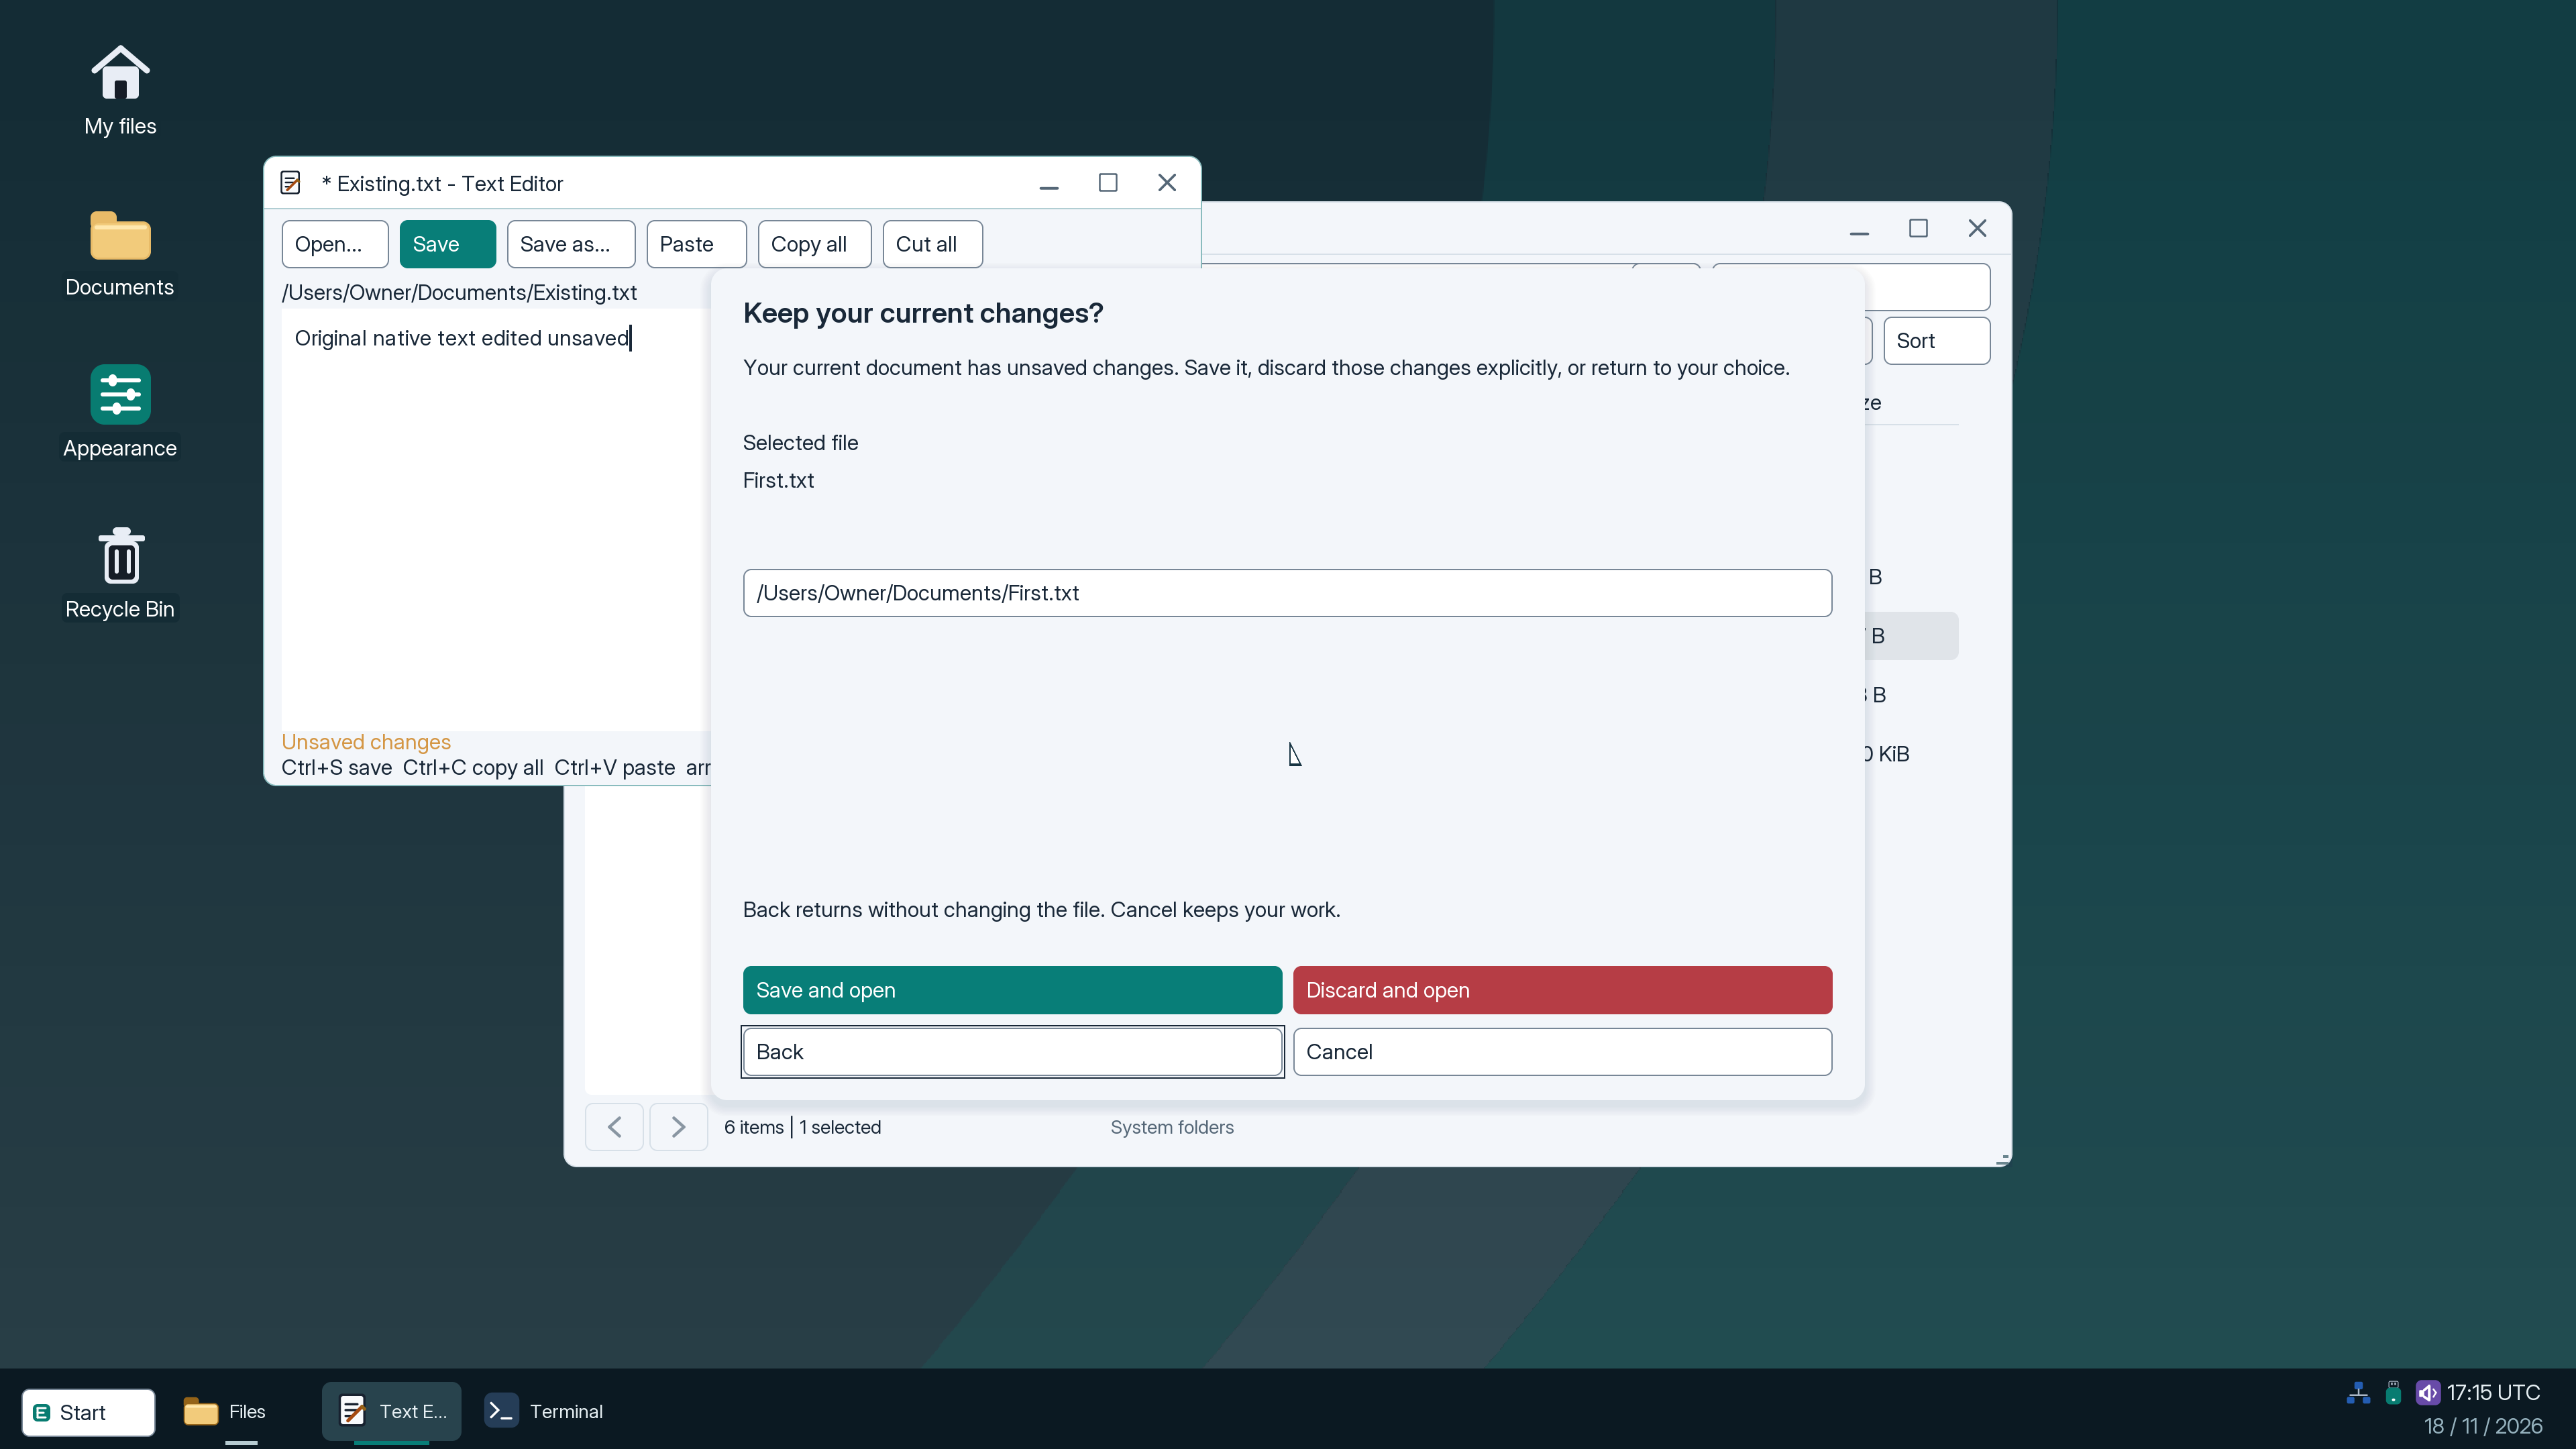 My files
Documents
Appearance
Recycle Bin
* Existing.txt - Text Editor
Open...
Save
Save as...
Paste
Copy all
Cut all
/Users/Owner/Documents/Existing.txt
Original native text edited unsaved
Unsaved changes
Ctrl+S save Ctrl+C copy all Ctrl+V paste
Sort
B
B
B
KiB
Keep your current changes?
Your current document has unsaved changes. Save it, discard those changes explicitly, or return to your choice.
Selected file
First.txt
/Users/Owner/Documents/First.txt
Back returns without changing the file. Cancel keeps your work.
Save and open
Discard and open
Back
Cancel
6 items | 1 selected
System folders
Start
Files
Text E...
Terminal
17:15 UTC
18 / 11 / 2026